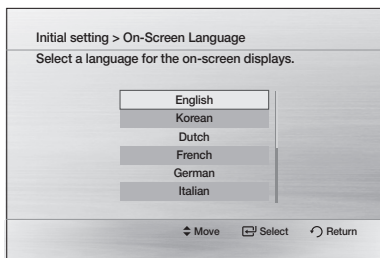 Initial setting > On-Screen Language
Select a language for the on-screen displays.
English
Korean
Dutch
French
German
Italian
Move Select Return